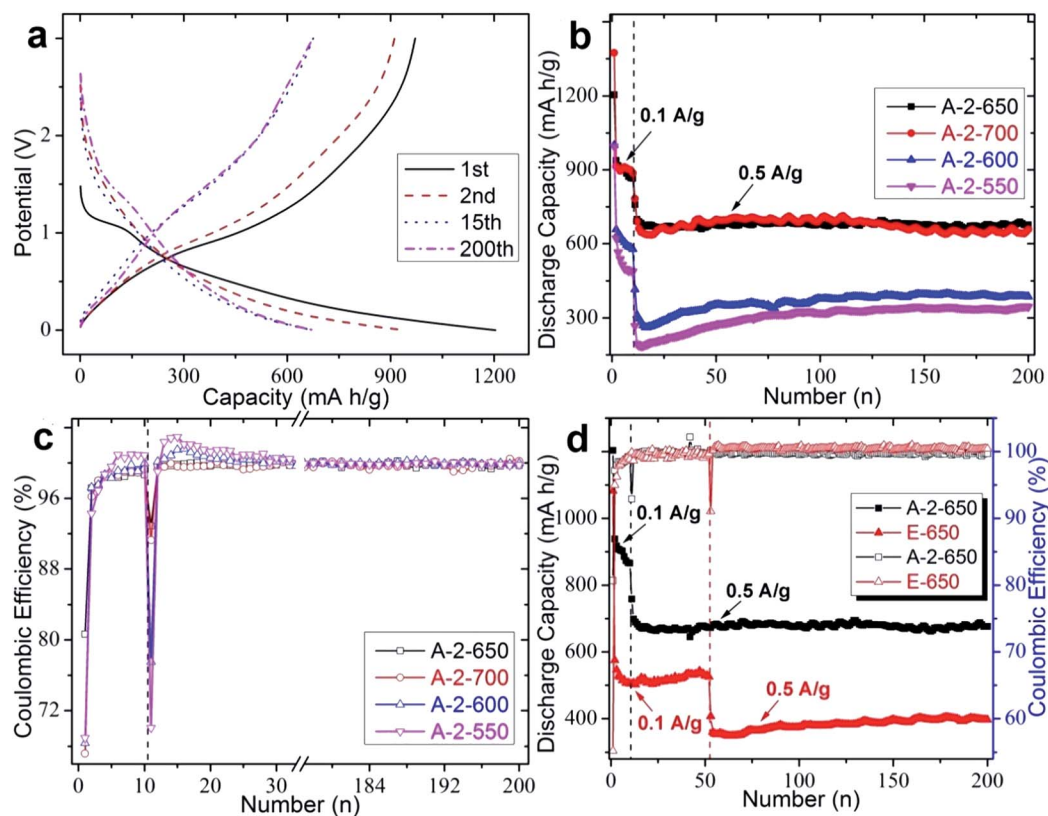 a
Potential (V)
2
1
0
0
300
600
900
1200
Capacity (mA h/g)
1st
2nd
15th
200th
b
Discharge Capacity (mA h/g)
1200
900
600
300
0
50
100
150
200
Number (n)
0.1 A/g
0.5 A/g
A-2-650
A-2-700
A-2-600
A-2-550
c
Coulombic Efficiency (%)
96
88
80
72
0
10
20
30
184
192
200
Number (n)
A-2-650
A-2-700
A-2-600
A-2-550
d
Discharge Capacity (mA h/g)
1000
800
600
400
0
50
100
150
200
Number (n)
100
95
90
85
80
75
70
65
60
55
Coulombic Efficiency (%)
0.1 A/g
0.5 A/g
0.1 A/g
0.5 A/g
A-2-650
E-650
A-2-650
E-650